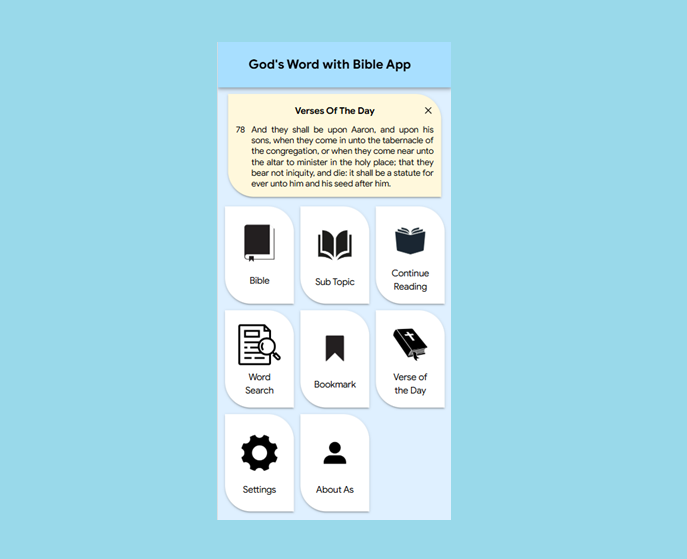 God's Word with Bible App
Verses Of The Day
78 And they shall be upon Aaron, and upon his
sons, when they come in unto the tabernacle of
the congregation, or when they come near unto
the altar to minister in the holy place; that they
bear not iniquity, and die: it shall be a statute for
ever unto him and his seed after him.
Bible
Sub Topic
Continue
Reading
Word
Search
Bookmark
Verse of
the Day
Settings
About As